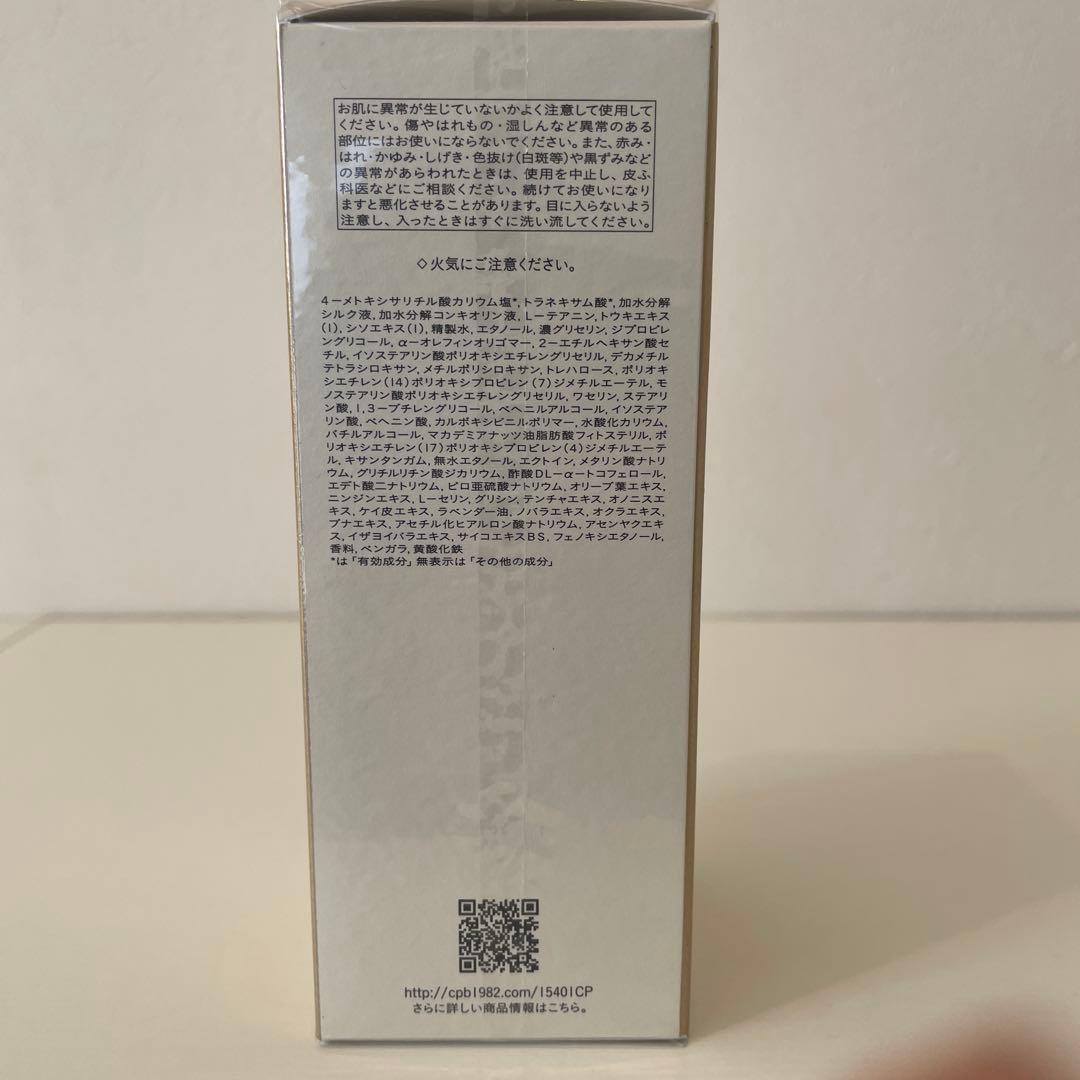 お肌に異常が生じていないかよく注意して使用して
ください。傷やはれもの・湿しんなど異常のある
部位にはお使いにならないでください。また、赤み・
はれ・かゆみ・しげき・色抜け(白斑等)や黒ずみなど
の異常があらわれたときは、使用を中止し、皮ふ
科医などにご相談ください。続けてお使いになり
ますと悪化させることがあります。目に入らないよう
注意し、入ったときはすぐに洗い流してください。
◇火気にご注意ください。
4ーメトキシサリチル酸カリウム塩*,トラネキサム酸*,加水分解
シルク液,加水分解コンキオリン液,Lーテアニン,トウキエキス
(1),シソエキス(1),精製水,エタノール,濃グリセリン,ジプロピレ
ングリコール,αーオレフィンオリゴマー,2ーエチルヘキサン酸セ
チル,イソステアリン酸ポリオキシエチレングリセリル,デカメチル
テトラシロキサン,メチルポリシロキサン,トレハロース,ポリオキ
シエチレン(14)ポリオキシプロピレン(7)ジメチルエーテル,モ
ノステアリン酸ポリオキシエチレングリセリル,ワセリン,ステアリ
ン酸,1,3ーブチレングリコール,ベヘニルアルコール,イソステア
リン酸,ベヘニン酸,カルボキシビニルポリマー,水酸化カリウム,
バチルアルコール,マカデミアナッツ油脂肪酸フィトステリル,ポ
リオキシエチレン(17)ポリオキシプロピレン(4)ジメチルエーテ
ル,キサンタンガム,無水エタノール,エクトイン,メタリン酸ナトリ
ウム,グリチルリチン酸ジカリウム,酢酸DLーαートコフェロール,
エデト酸二ナトリウム,ピロ亜硫酸ナトリウム,オリーブ葉エキス,
ニンジンエキス,Lーセリン,グリシン,テンチャエキス,オノニスエ
キス,ケイ皮エキス,ラベンダー油,ノバラエキス,オクラエキス,
ブナエキス,アセチル化ヒアルロン酸ナトリウム,アセンヤクエキ
ス,イザヨイバラエキス,サイコエキスBS,フェノキシエタノール,
香料,ベンガラ,黄酸化鉄
*は「有効成分」無表示は「その他の成分」
http://cpb1982.com/15401CP
さらに詳しい商品情報はこちら。